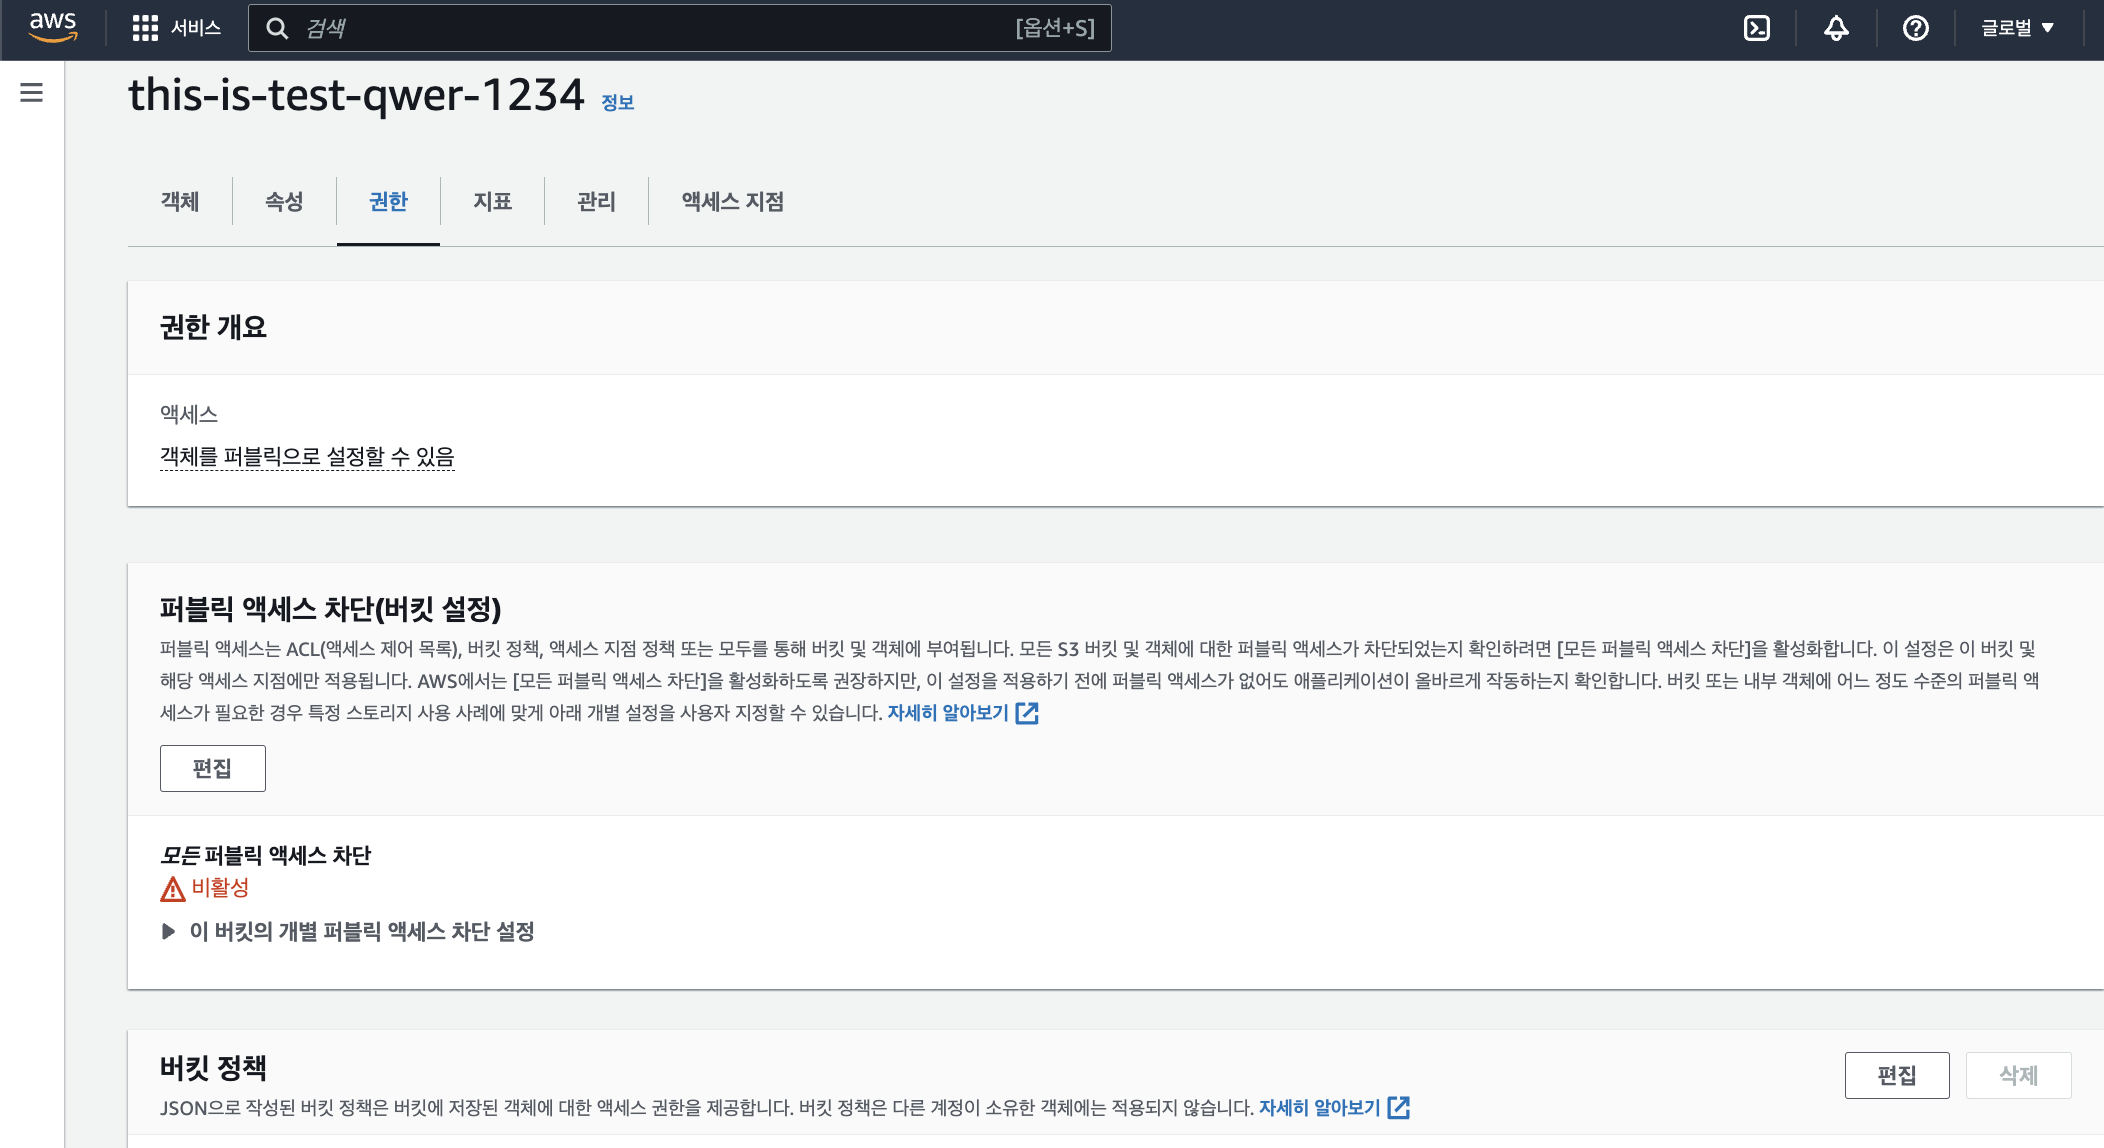 aws
서비스
검색
[옵션+S]
글로벌
this-is-test-qwer-1234 정보
객체
속성
권한
지표
관리
액세스 지점
권한 개요
액세스
객체를 퍼블릭으로 설정할 수 있음
퍼블릭 액세스 차단(버킷 설정)
퍼블릭 액세스는 ACL(액세스 제어 목록), 버킷 정책, 액세스 지점 정책 또는 모두를 통해 버킷 및 객체에 부여됩니다. 모든 S3 버킷 및 객체에 대한 퍼블릭 액세스가 차단되었는지 확인하려면 [모든 퍼블릭 액세스 차단]을 활성화합니다. 이 설정은 이 버킷 및
해당 액세스 지점에만 적용됩니다. AWS에서는 [모든 퍼블릭 액세스 차단]을 활성화하도록 권장하지만, 이 설정을 적용하기 전에 퍼블릭 액세스가 없어도 애플리케이션이 올바르게 작동하는지 확인합니다. 버킷 또는 내부 객체에 어느 정도 수준의 퍼블릭 액
세스가 필요한 경우 특정 스토리지 사용 사례에 맞게 아래 개별 설정을 사용자 지정할 수 있습니다. 자세히 알아보기
편집
모든 퍼블릭 액세스 차단
비활성
이 버킷의 개별 퍼블릭 액세스 차단 설정
버킷 정책
편집
삭제
JSON으로 작성된 버킷 정책은 버킷에 저장된 객체에 대한 액세스 권한을 제공합니다. 버킷 정책은 다른 계정이 소유한 객체에는 적용되지 않습니다. 자세히 알아보기